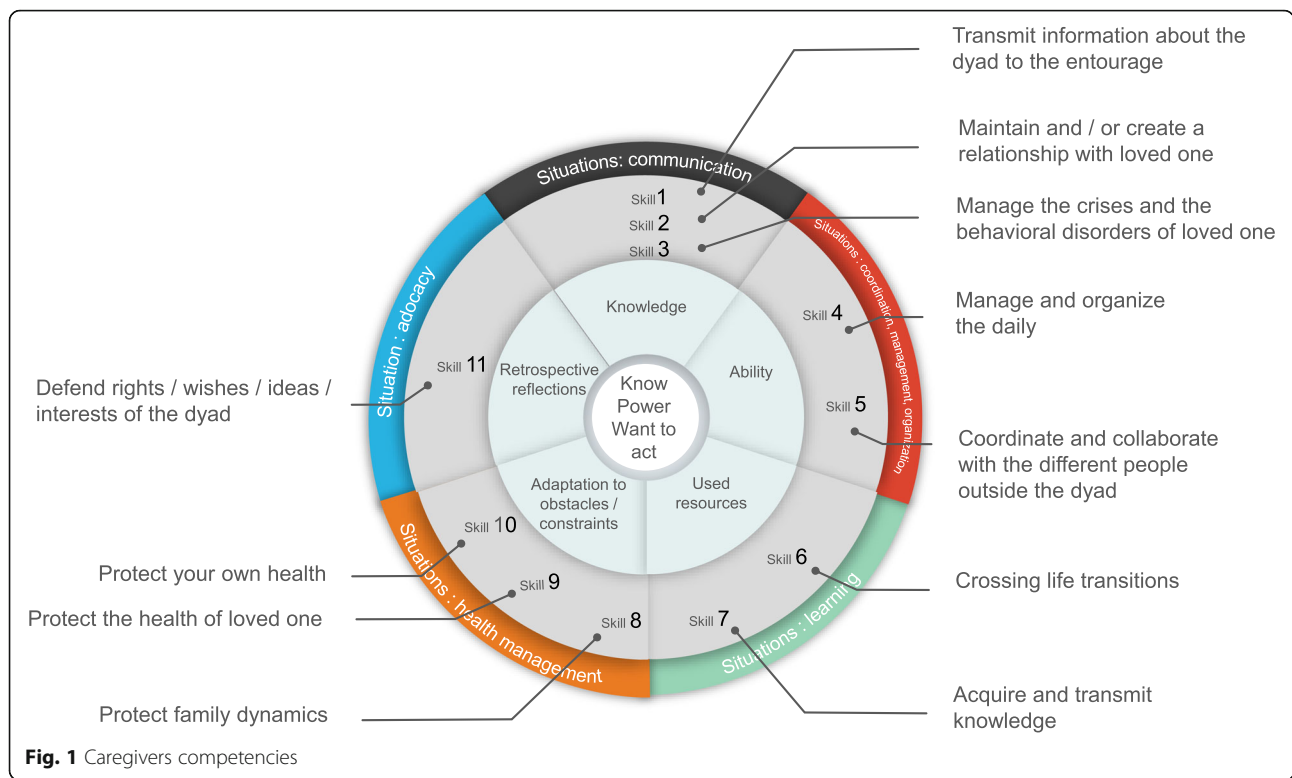 Transmit information about the
dyad to the entourage
Maintain and / or create a
relationship with loved one
Manage the crises and the
behavioral disorders of loved one
Manage and organize
the daily
Coordinate and collaborate
with the different people
outside the dyad
Crossing life transitions
Acquire and transmit
knowledge
Situations: communication
Situations : coordination, management, organization
Situations : learning
Situations : health management
Situation : adocacy
Skill 1
Skill 2
Skill 3
Skill 4
Skill 5
Skill 6
Skill 7
Skill 8
Skill 9
Skill 10
Skill 11
Knowledge
Ability
Used
resources
Adaptation to
obstacles /
constraints
Retrospective
reflections
Know
Power
Want to
act
Defend rights / wishes / ideas /
interests of the dyad
Protect your own health
Protect the health of loved one
Protect family dynamics
Fig. 1 Caregivers competencies